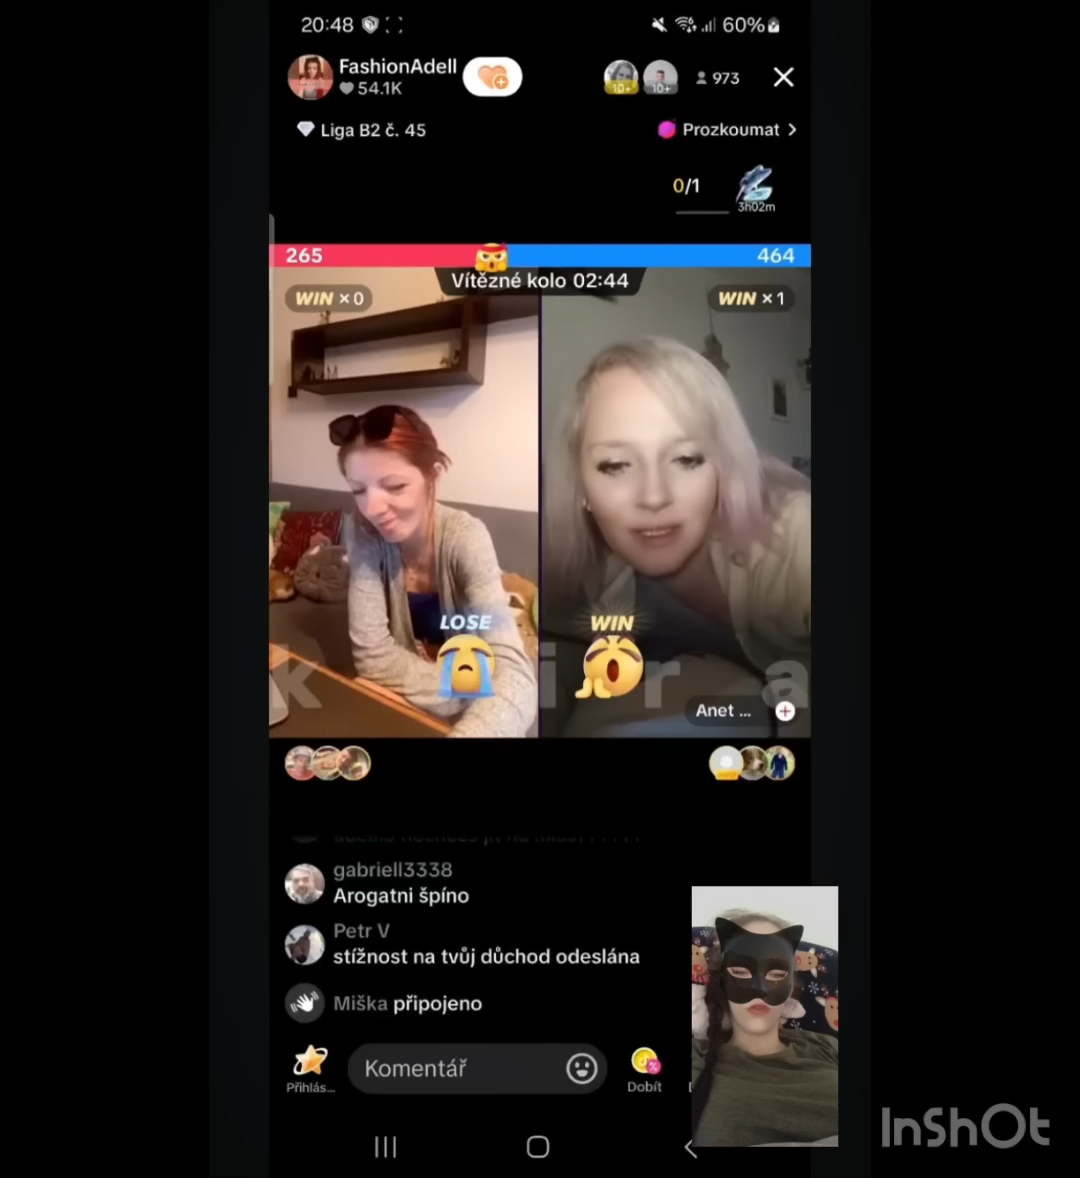 20:48
60%
FashionAdell
54.1K
10+
10+
973
Liga B2 č. 45
Prozkoumat
0/1
3h02m
265
464
Vítězné kolo 02:44
WIN ×0
WIN ×1
LOSE
WIN
k i r a
Anet ...
gabriell3338
Arogatni špíno
Petr V
stížnost na tvůj důchod odeslána
Miška připojeno
Přihlás...
Komentář
Dobít
InShOt